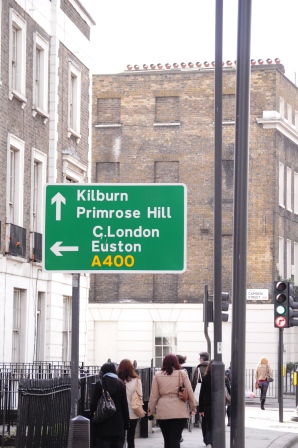 Kilburn
Primrose Hill
C.London
Euston
A400